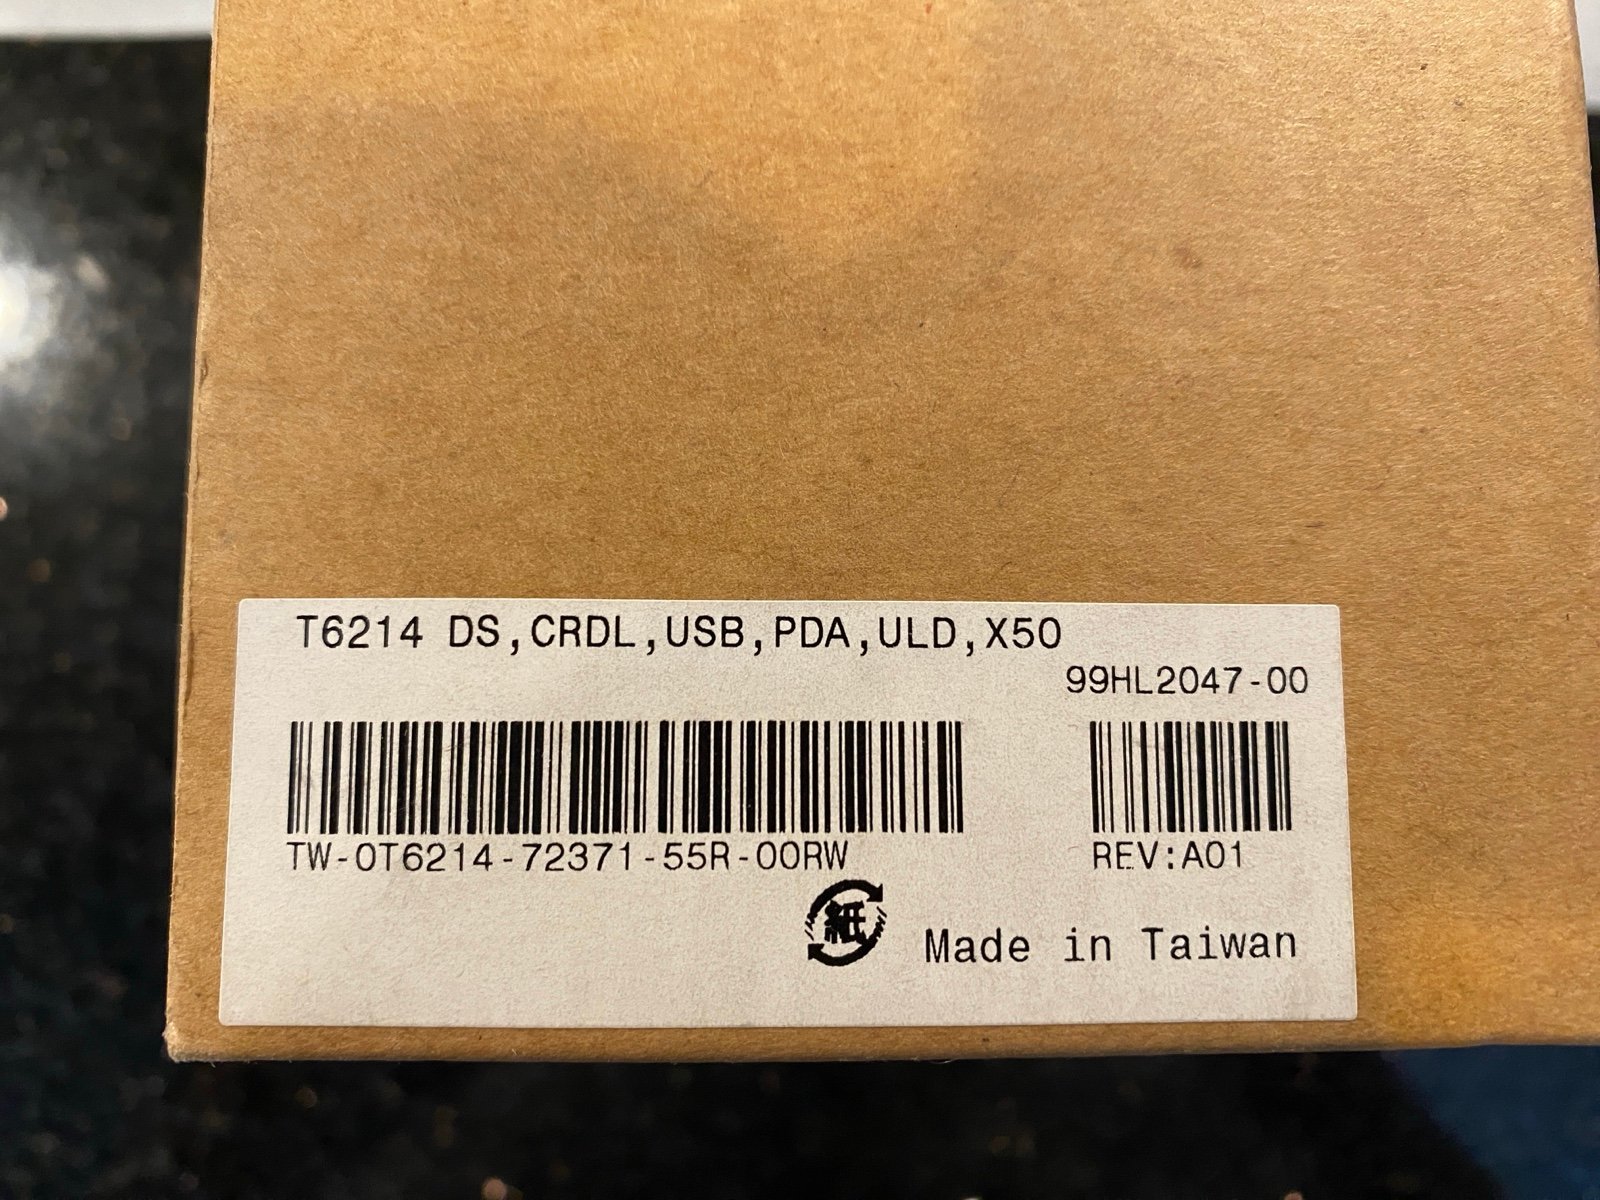 T6214 DS,CRDL,USB,PDA,ULD,X50
99HL2047-00
TW-0T6214-72371-55R-00RW
REV:A01
紙
Made in Taiwan